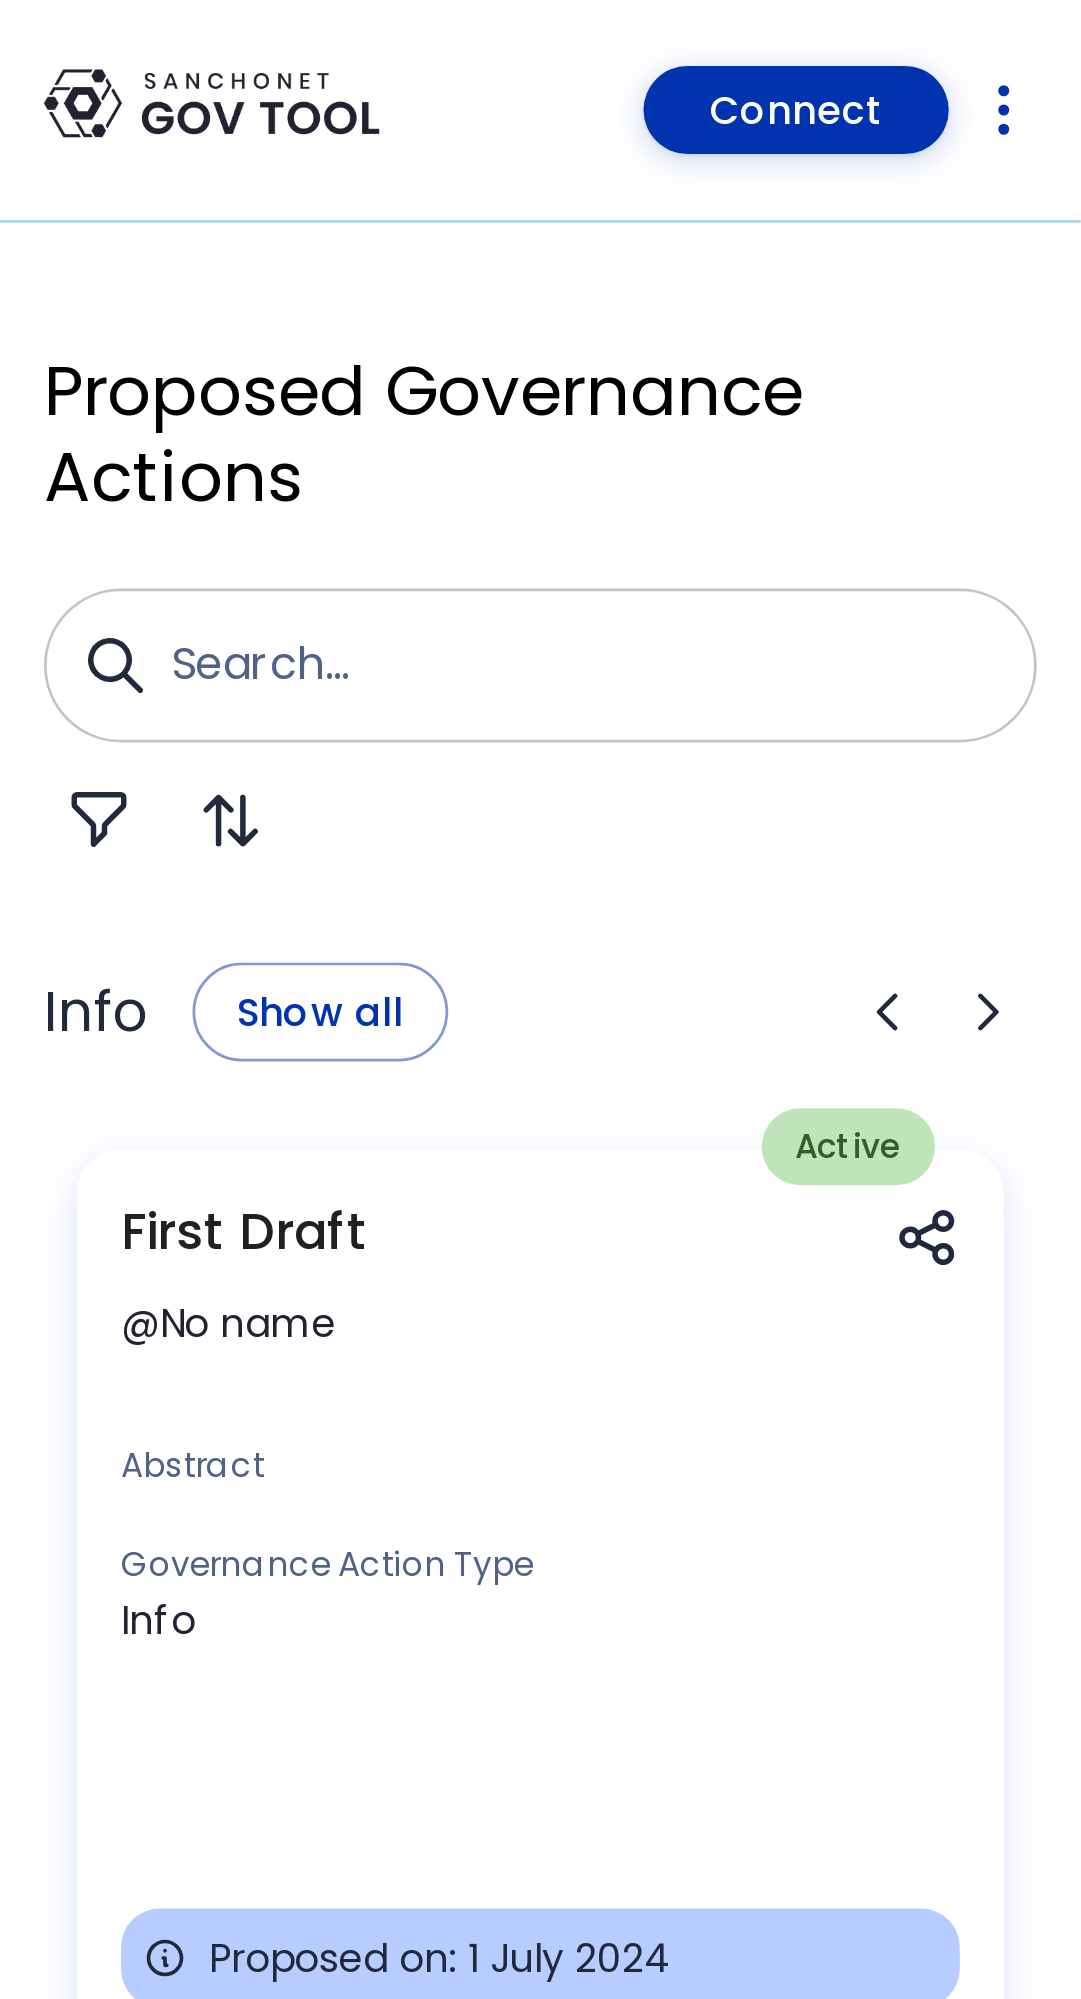 SANCHONET
GOV TOOL
Connect
Proposed Governance
Actions
Search...
Info
Show all
Active
First Draft
@No name
Abstract
Governance Action Type
Info
Proposed on: 1 July 2024